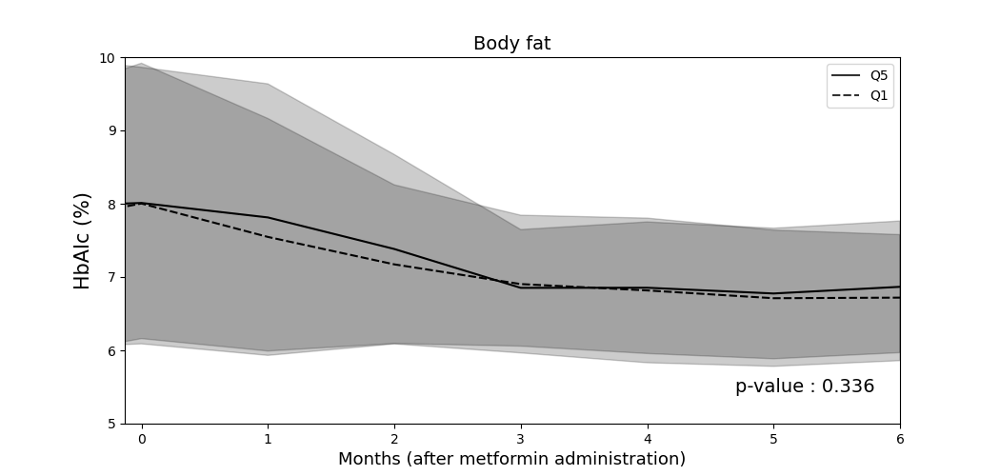 Body fat
10
9
8
7
6
5
HbAlc (%)
Q5
Q1
p-value : 0.336
0 1 2 3 4 5 6
Months (after metformin administration)